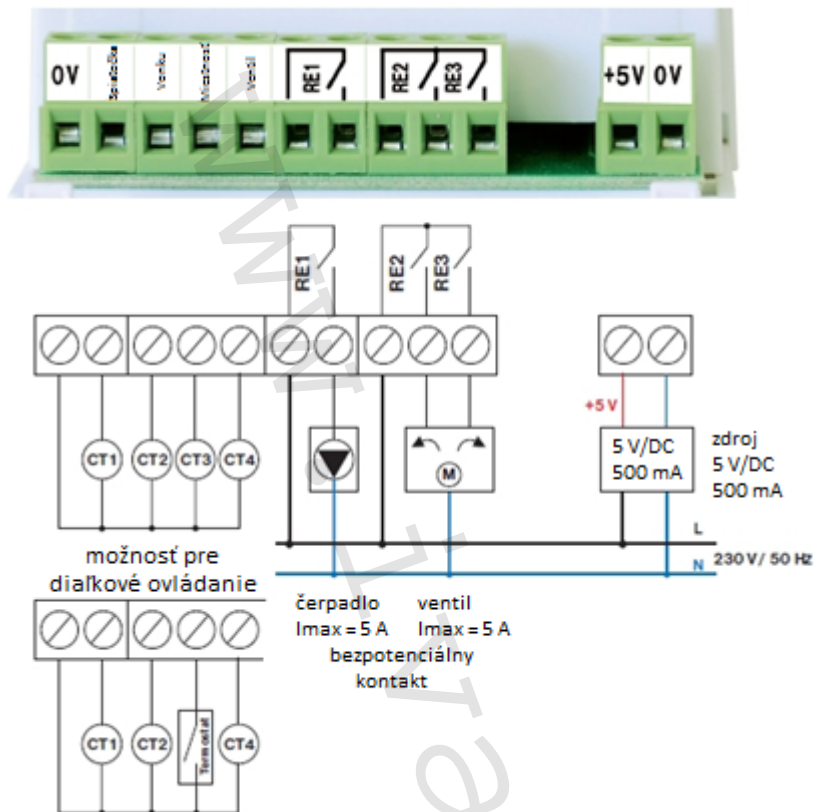 0V Spiatočka Vonku Miestnosť Ventil RE1 RE2 RE3 +5V 0V
RE1 RE2 RE3
+5 V
CT1 CT2 CT3 CT4
M
5 V/DC
500 mA
zdroj
5 V/DC
500 mA
L
N 230 V/ 50 Hz
možnosť pre
diaľkové ovládanie
čerpadlo ventil
Imax = 5 A Imax = 5 A
bezpotenciálny
kontakt
CT1 CT2 Termostat CT4
www.iva